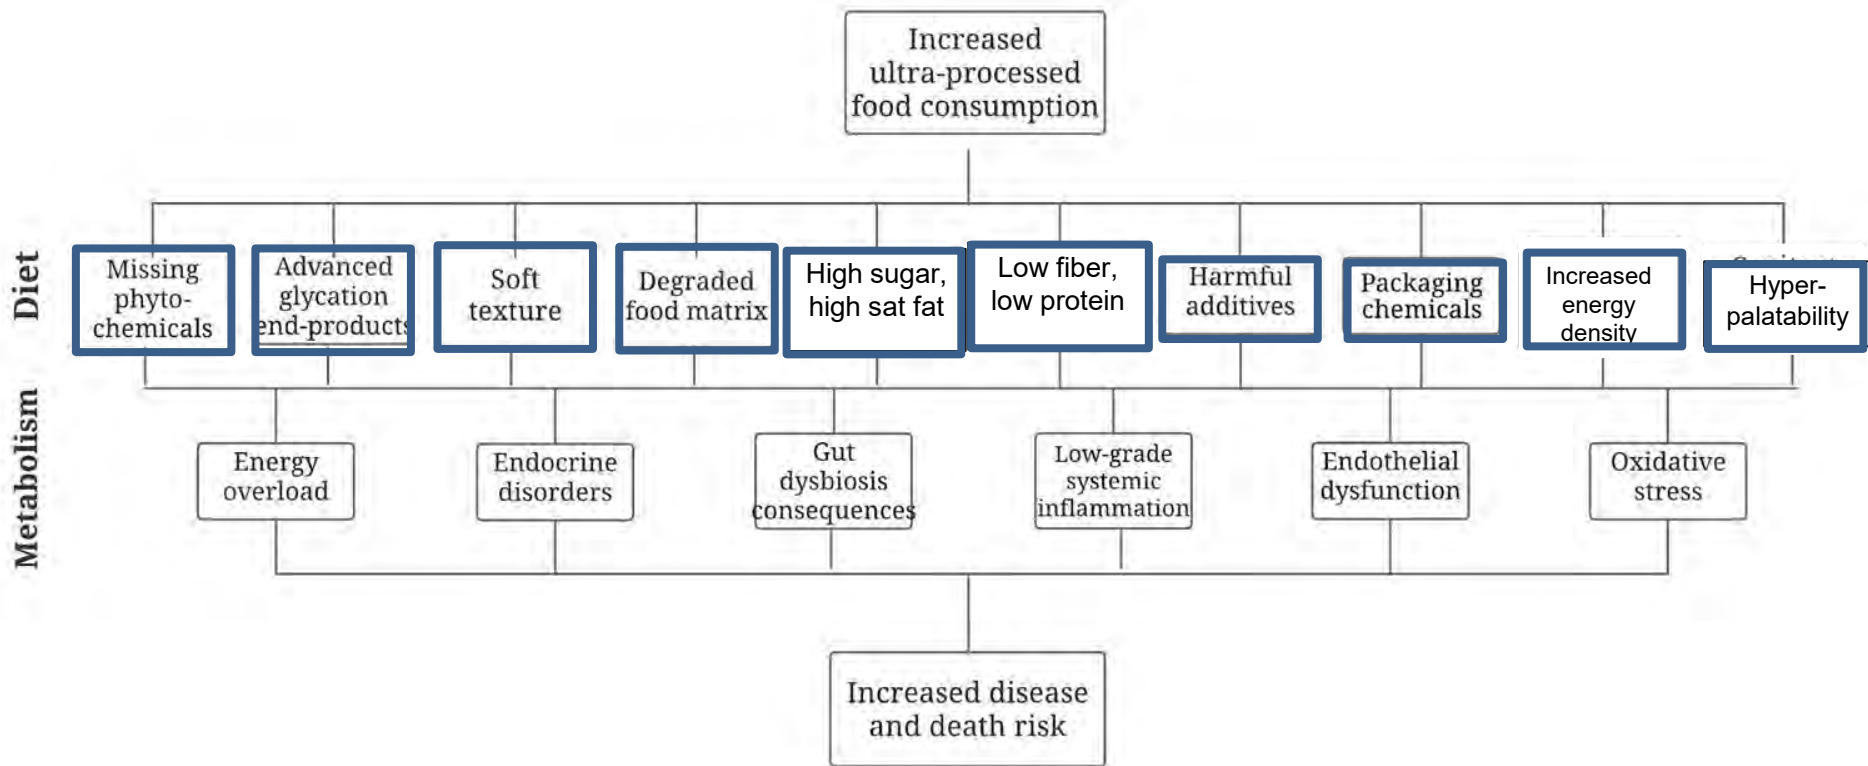 Increased
ultra-processed
food consumption
Diet
Missing
phyto-
chemicals
Advanced
glycation
end-products
Soft
texture
Degraded
food matrix
High sugar,
high sat fat
Low fiber,
low protein
Harmful
additives
Packaging
chemicals
Increased
energy
density
Hyper-
palatability
Metabolism
Energy
overload
Endocrine
disorders
Gut
dysbiosis
consequences
Low-grade
systemic
inflammation
Endothelial
dysfunction
Oxidative
stress
Increased disease
and death risk